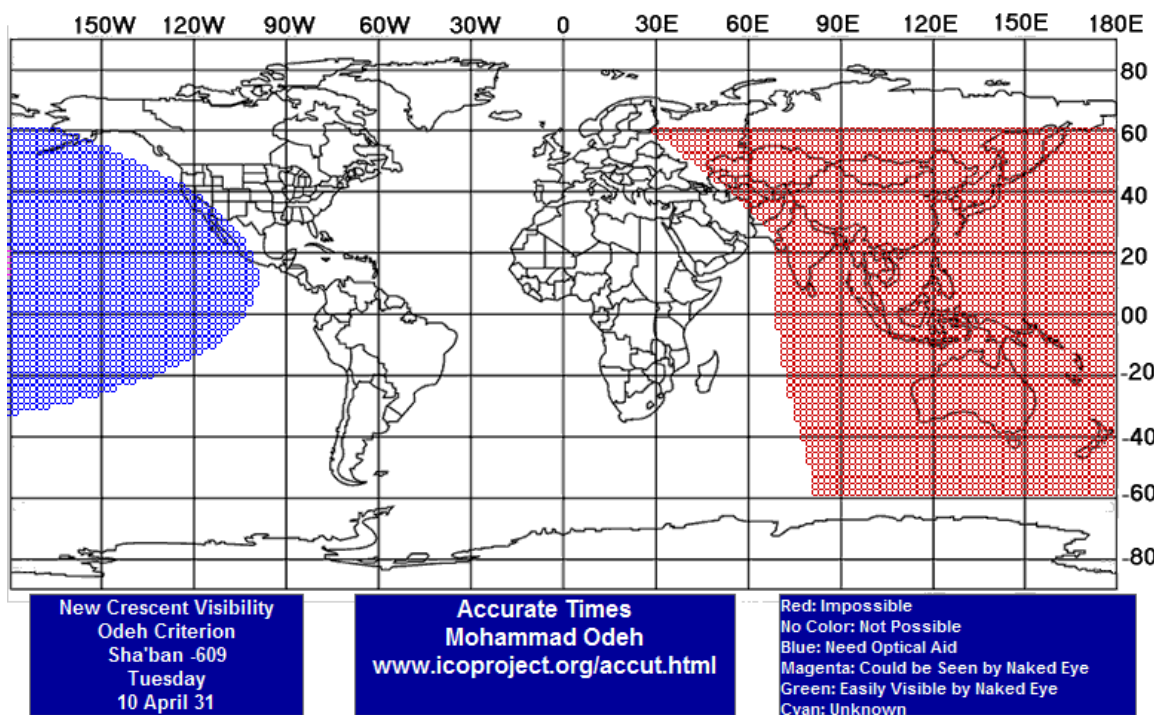 150W 120W 90W 60W 30W 0 30E 60E 90E 120E 150E 180E
80
60
40
20
00
-20
-40
-60
-80
New Crescent Visibility
Odeh Criterion
Sha'ban -609
Tuesday
10 April 31
Accurate Times
Mohammad Odeh
www.icoproject.org/accut.html
Red: Impossible
No Color: Not Possible
Blue: Need Optical Aid
Magenta: Could be Seen by Naked Eye
Green: Easily Visible by Naked Eye
Cyan: Unknown